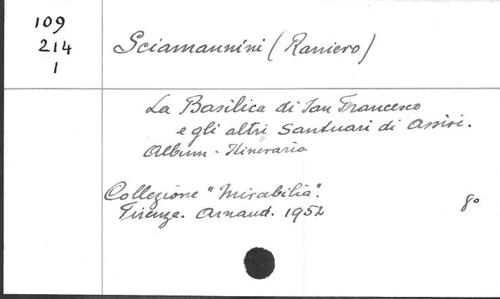 109
214
1
Sciamannini (Raniero)
La Basilica di San Francesco
e gli altri Santuari di Assisi.
Album - Itinerario
Collezione "Mirabilia".
Firenze. Arnaud. 1952
8o